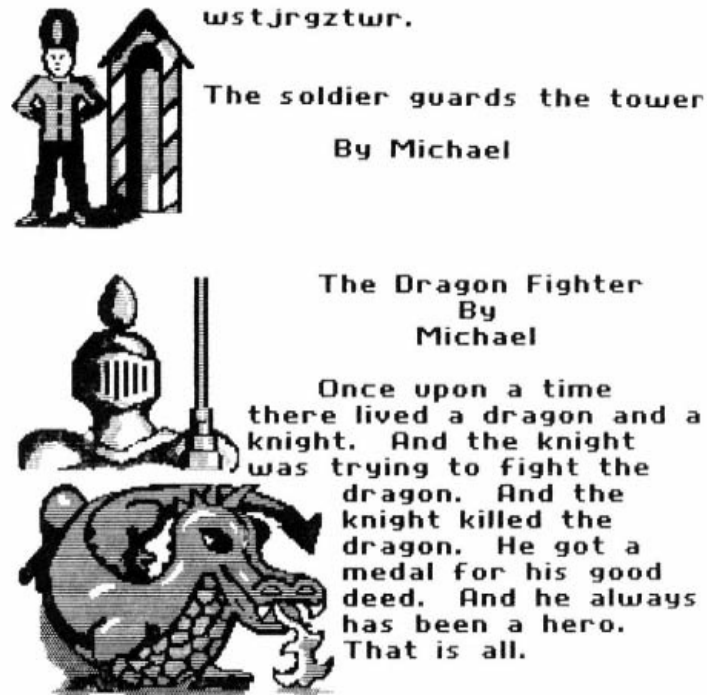 wstjrgztwr.
The soldier guards the tower
By Michael
The Dragon Fighter
By
Michael
Once upon a time
there lived a dragon and a
knight.  And the knight
was trying to fight the
dragon.  And the
knight killed the
dragon.  He got a
medal for his good
deed.  And he always
has been a hero.
That is all.